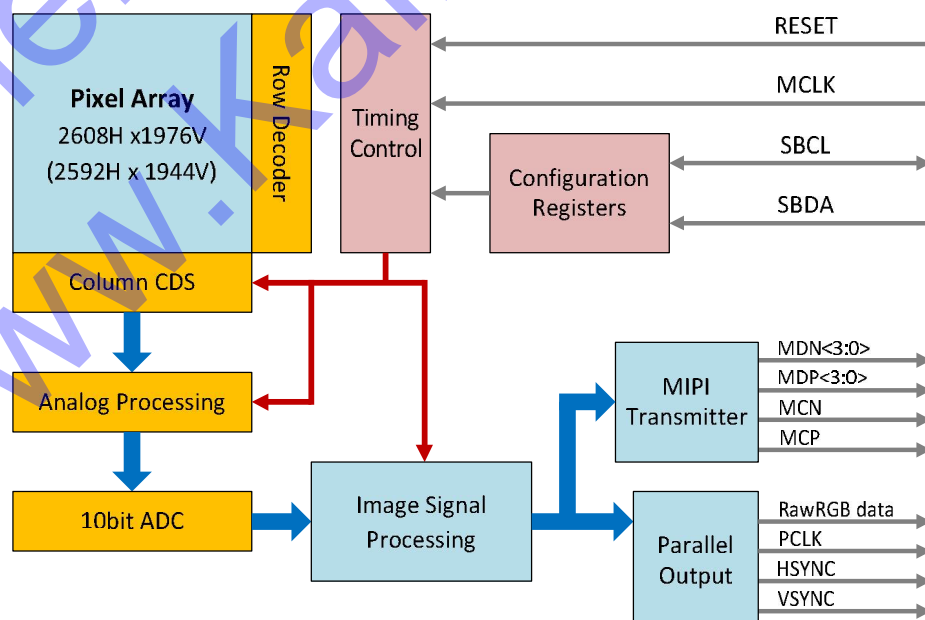 Pixel Array
2608H x1976V
(2592H x 1944V)
Row Decoder
Column CDS
Analog Processing
10bit ADC
Timing
Control
Configuration
Registers
RESET
MCLK
SBCL
SBDA
Image Signal
Processing
MIPI
Transmitter
MDN<3:0>
MDP<3:0>
MCN
MCP
Parallel
Output
RawRGB data
PCLK
HSYNC
VSYNC